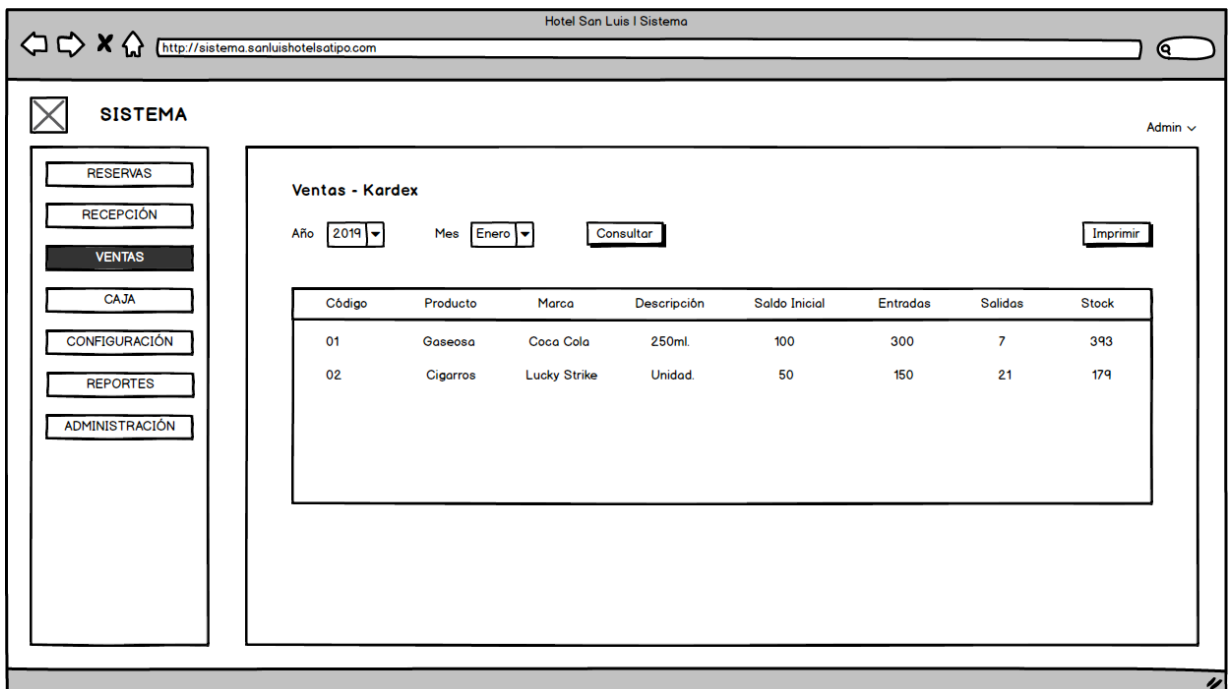 Hotel San Luis | Sistema
http://sistema.sanluishotelsatipo.com
SISTEMA
Admin
RESERVAS
RECEPCIÓN
VENTAS
CAJA
CONFIGURACIÓN
REPORTES
ADMINISTRACIÓN
Ventas - Kardex
Año 2019 Mes Enero Consultar Imprimir
Código Producto Marca Descripción Saldo Inicial Entradas Salidas Stock
01 Gaseosa Coca Cola 250ml. 100 300 7 393
02 Cigarros Lucky Strike Unidad. 50 150 21 179